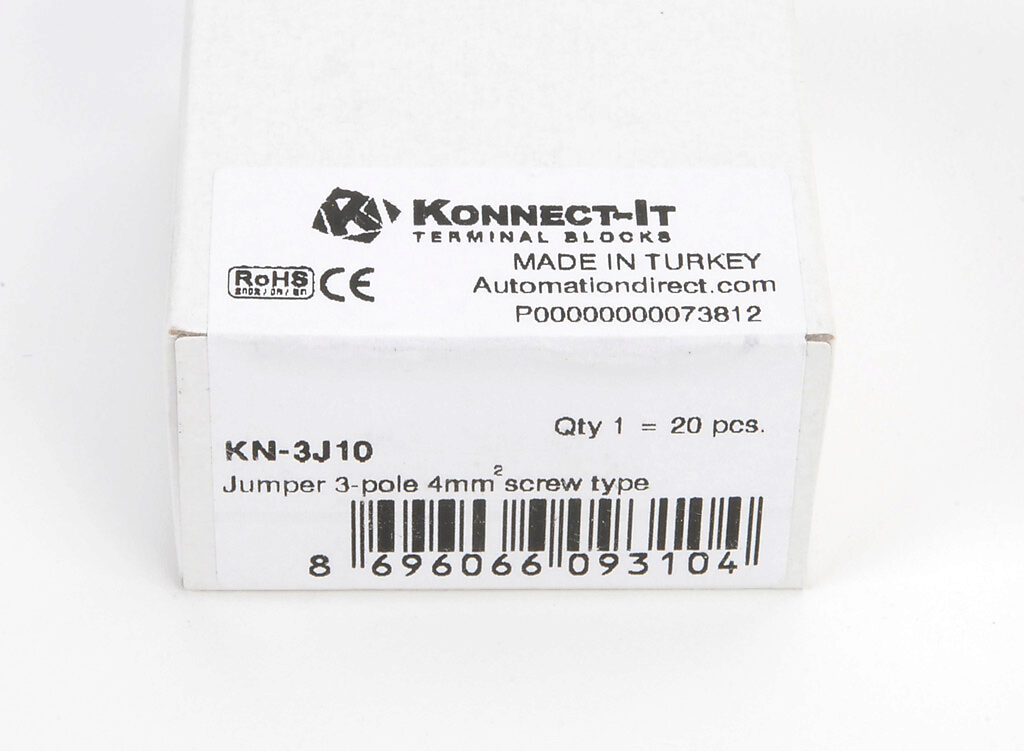 KONNECT-IT
TERMINAL BLOCKS
MADE IN TURKEY
RoHS CE
Automationdirect.com
P00000000073812
Qty 1 = 20 pcs.
KN-3J10
Jumper 3-pole 4mm² screw type
8 696066 093104